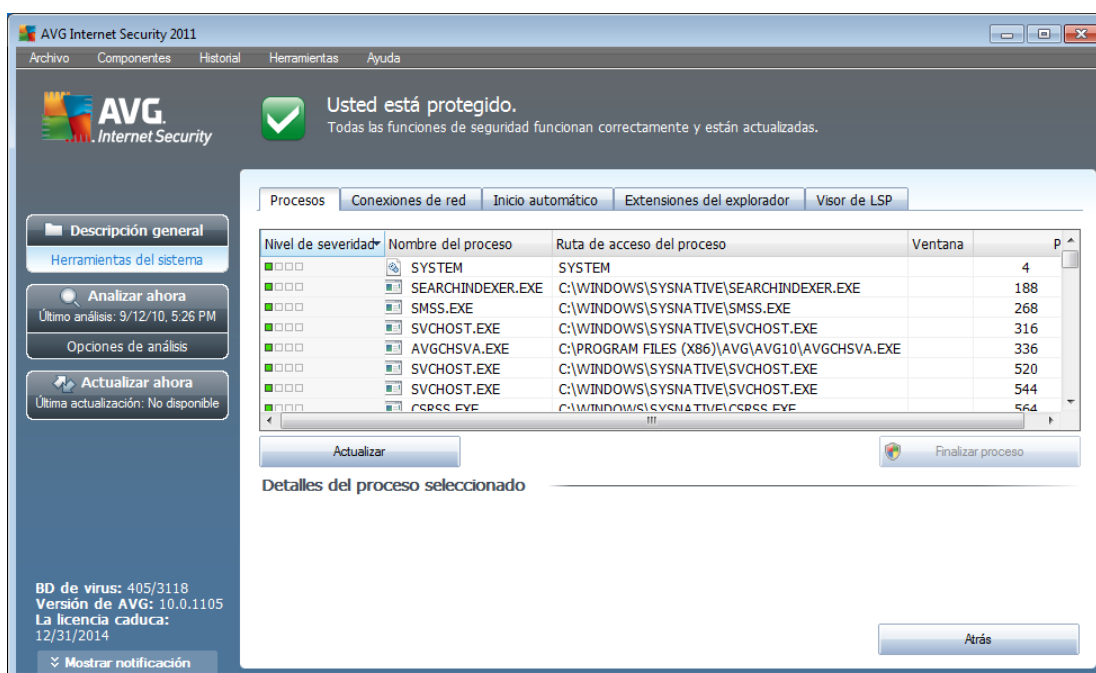 AVG Internet Security 2011
Archivo Componentes Historial Herramientas Ayuda
AVG.
Internet Security
Usted está protegido.
Todas las funciones de seguridad funcionan correctamente y están actualizadas.
Descripción general
Herramientas del sistema
Analizar ahora
Último análisis: 9/12/10, 5:26 PM
Opciones de análisis
Actualizar ahora
Última actualización: No disponible
Procesos Conexiones de red Inicio automático Extensiones del explorador Visor de LSP
Nivel de severidad Nombre del proceso Ruta de acceso del proceso Ventana P
SYSTEM SYSTEM 4
SEARCHINDEXER.EXE C:\WINDOWS\SYSNATIVE\SEARCHINDEXER.EXE 188
SMSS.EXE C:\WINDOWS\SYSNATIVE\SMSS.EXE 268
SVCHOST.EXE C:\WINDOWS\SYSNATIVE\SVCHOST.EXE 316
AVGCHSVA.EXE C:\PROGRAM FILES (X86)\AVG\AVG10\AVGCHSVA.EXE 336
SVCHOST.EXE C:\WINDOWS\SYSNATIVE\SVCHOST.EXE 520
SVCHOST.EXE C:\WINDOWS\SYSNATIVE\SVCHOST.EXE 544
CSRSS.EXE C:\WINDOWS\SYSNATIVE\CSRSS.EXE 564
Actualizar Finalizar proceso
Detalles del proceso seleccionado
BD de virus: 405/3118
Versión de AVG: 10.0.1105
La licencia caduca:
12/31/2014
Mostrar notificación
Atrás